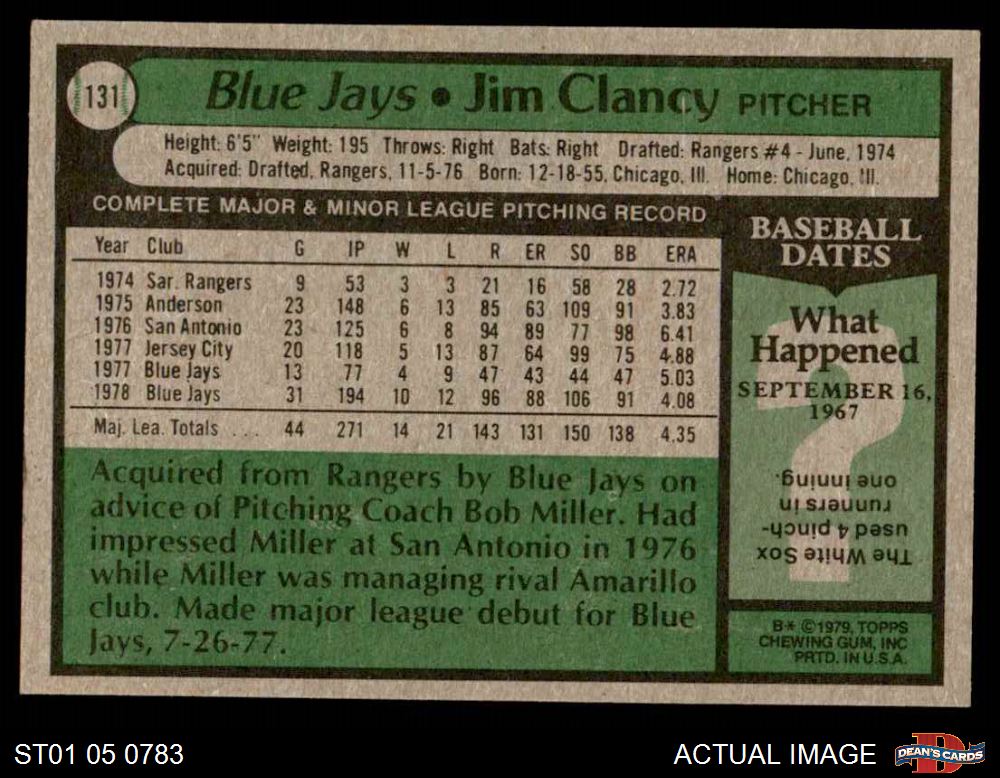 131
Blue Jays • Jim Clancy PITCHER
Height: 6'5" Weight: 195 Throws: Right Bats: Right Drafted: Rangers #4 - June, 1974
Acquired: Drafted, Rangers, 11-5-76 Born: 12-18-55, Chicago, Ill. Home: Chicago, Ill.
COMPLETE MAJOR & MINOR LEAGUE PITCHING RECORD
Year Club G IP W L R ER SO BB ERA
1974 Sar. Rangers 9 53 3 3 21 16 58 28 2.72
1975 Anderson 23 148 6 13 85 63 109 91 3.83
1976 San Antonio 23 125 6 8 94 89 77 98 6.41
1977 Jersey City 20 118 5 13 87 64 99 75 4.88
1977 Blue Jays 13 77 4 9 47 43 44 47 5.03
1978 Blue Jays 31 194 10 12 96 88 106 91 4.08
Maj. Lea. Totals ... 44 271 14 21 143 131 150 138 4.35
Acquired from Rangers by Blue Jays on
advice of Pitching Coach Bob Miller. Had
impressed Miller at San Antonio in 1976
while Miller was managing rival Amarillo
club. Made major league debut for Blue
Jays, 7-26-77.
BASEBALL
DATES
What
Happened
SEPTEMBER 16,
1967
?
The White Sox
used 4 pinch-
runners in
one inning.
B* ©1979, TOPPS
CHEWING GUM, INC
PRTD. IN U.S.A.
ST01 05 0783
ACTUAL IMAGE
D
DEAN'S CARDS